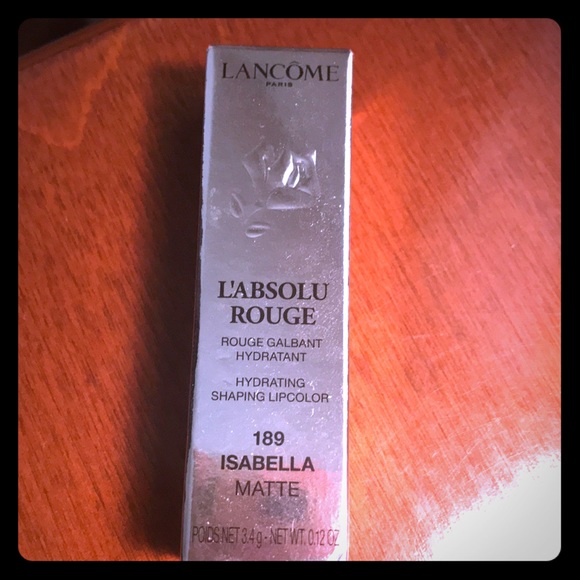 LANCÔME
PARIS
L'ABSOLU
ROUGE
ROUGE GALBANT
HYDRATANT
HYDRATING
SHAPING LIPCOLOR
189
ISABELLA
MATTE
POIDS NET 3.4 g - NET WT. 0.12 OZ